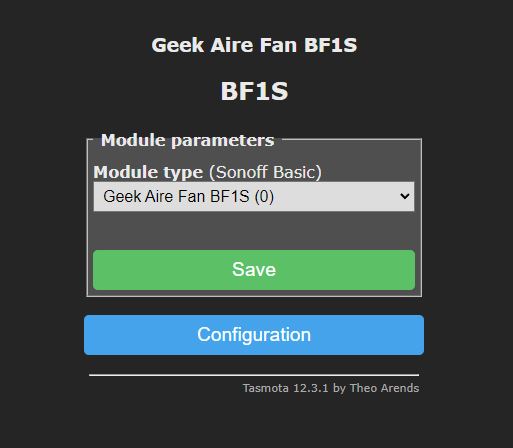 Geek Aire Fan BF1S
BF1S
Module parameters
Module type (Sonoff Basic)
Geek Aire Fan BF1S (0)
Save
Configuration
Tasmota 12.3.1 by Theo Arends